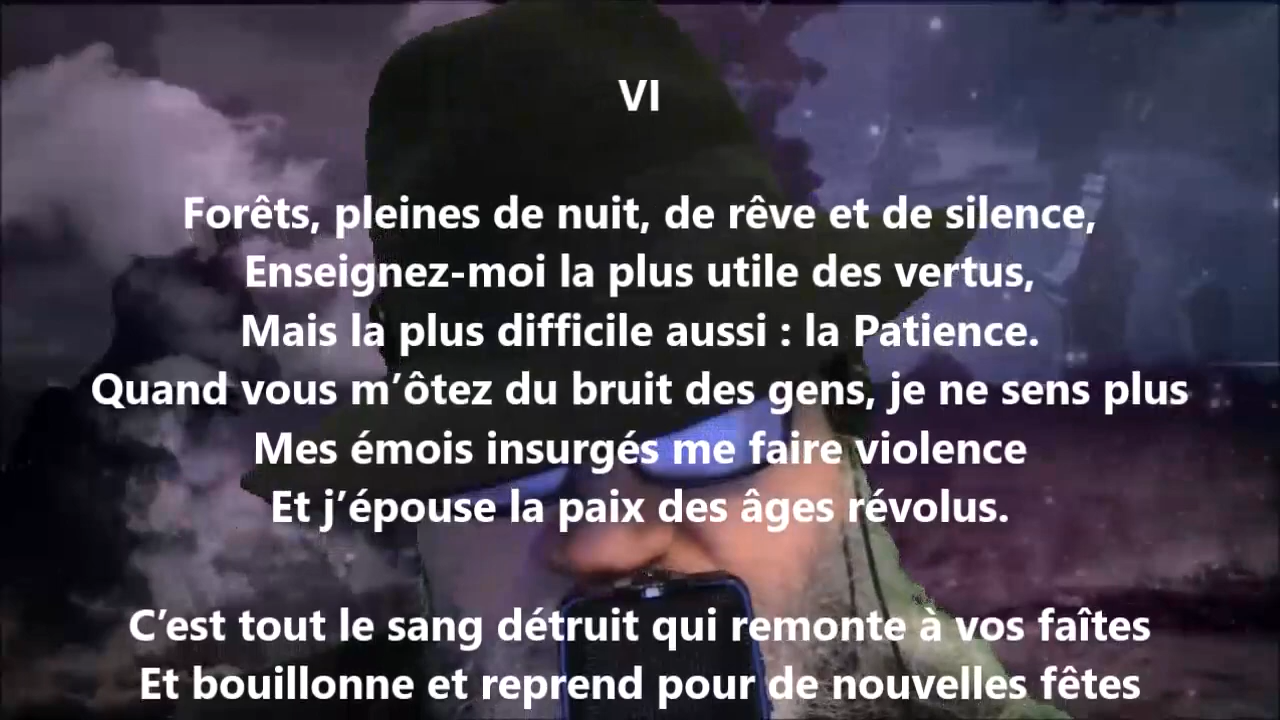 VI
Forêts, pleines de nuit, de rêve et de silence,
Enseignez-moi la plus utile des vertus,
Mais la plus difficile aussi : la Patience.
Quand vous m’ôtez du bruit des gens, je ne sens plus
Mes émois insurgés me faire violence
Et j’épouse la paix des âges révolus.
C’est tout le sang détruit qui remonte à vos faîtes
Et bouillonne et reprend pour de nouvelles fêtes